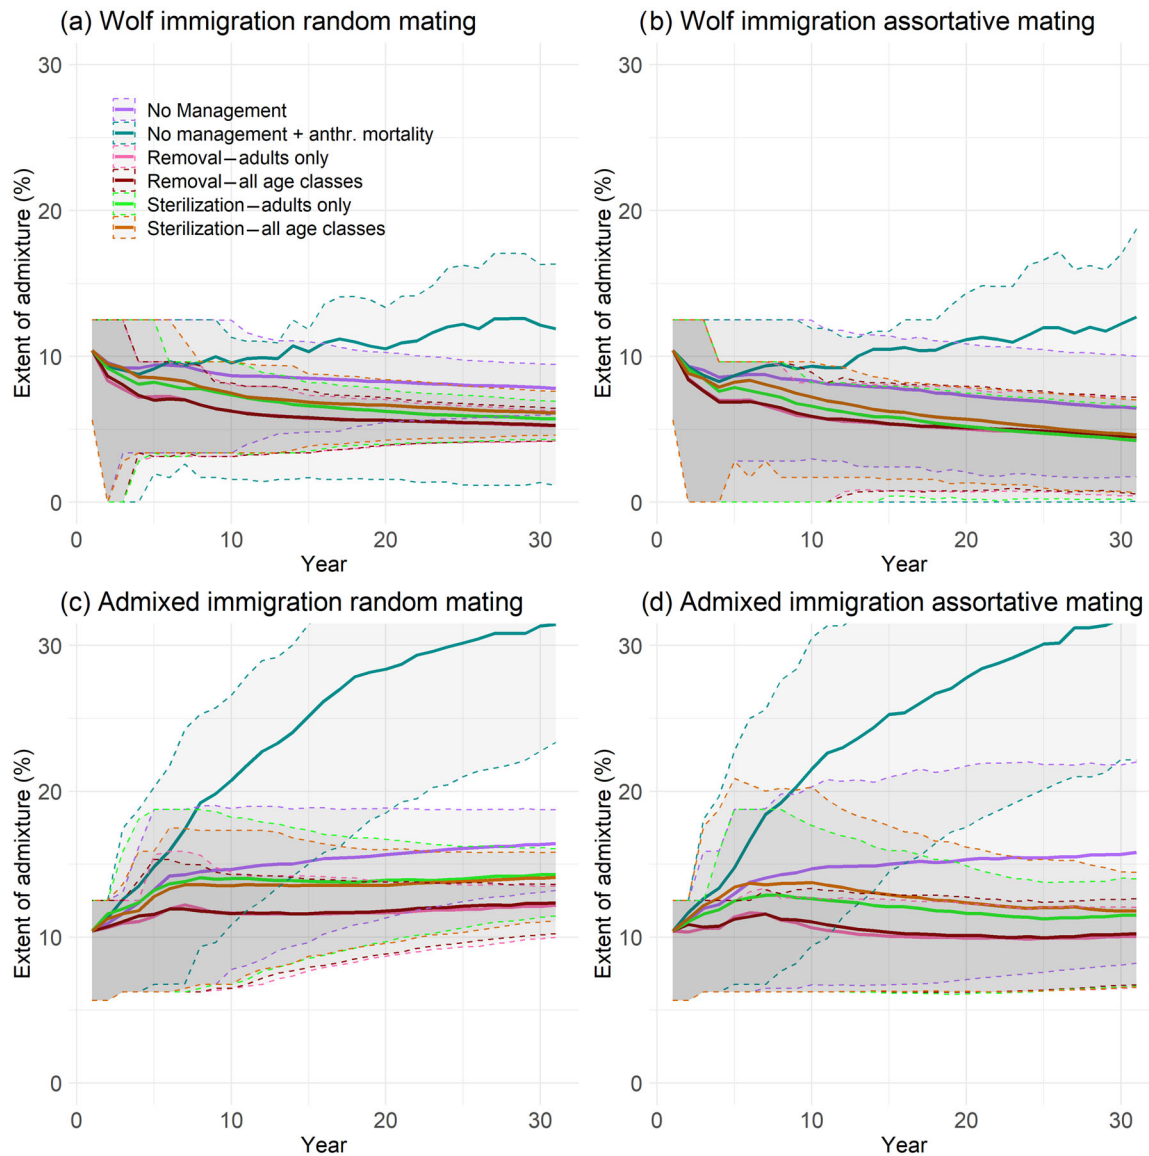 (a) Wolf immigration random mating
30
20
10
0
Extent of admixture (%)
No Management
No management + anthr. mortality
Removal–adults only
Removal–all age classes
Sterilization–adults only
Sterilization–all age classes
0 10 20 30
Year
(b) Wolf immigration assortative mating
30
20
10
0
Extent of admixture (%)
0 10 20 30
Year
(c) Admixed immigration random mating
30
20
10
0
Extent of admixture (%)
0 10 20 30
Year
(d) Admixed immigration assortative mating
30
20
10
0
Extent of admixture (%)
0 10 20 30
Year